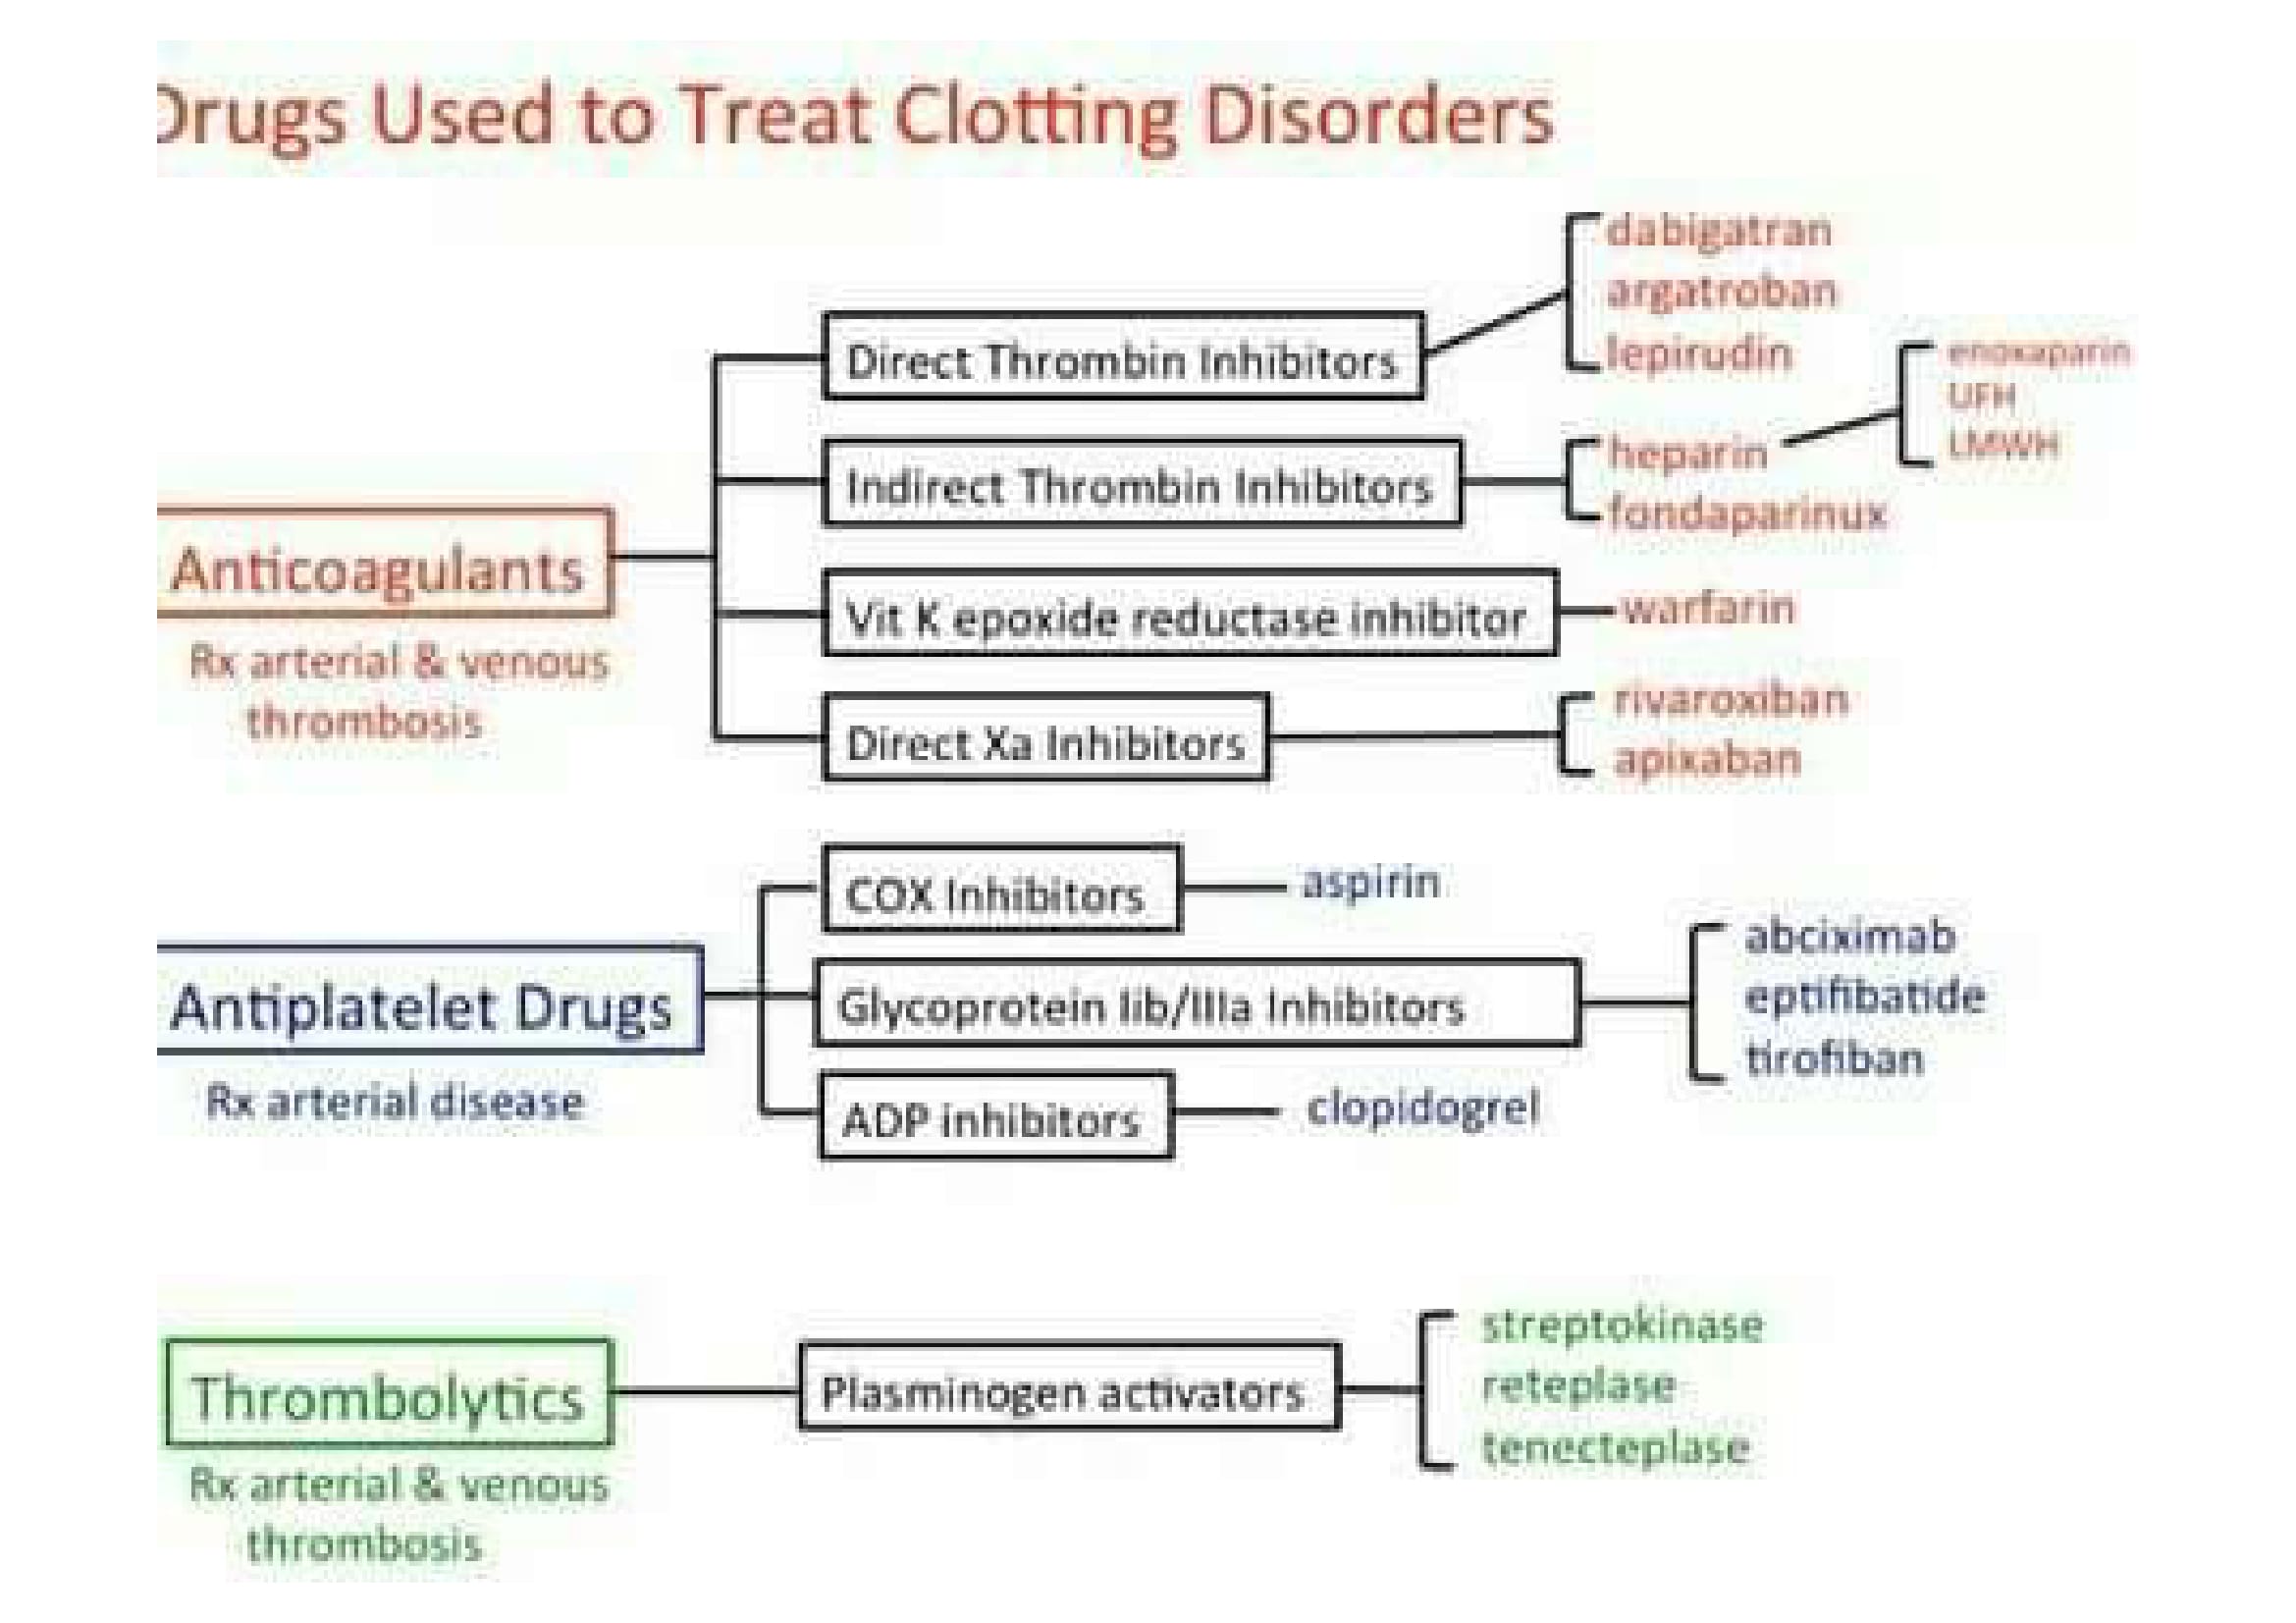 Drugs Used to Treat Clotting Disorders
dabigatran
argatroban
lepirudin
Direct Thrombin Inhibitors
enoxaparin
UFH
LMWH
heparin
fondaparinux
Indirect Thrombin Inhibitors
Anticoagulants
Rx arterial & venous
thrombosis
Vit K epoxide reductase inhibitor
warfarin
Direct Xa Inhibitors
rivaroxiban
apixaban
COX Inhibitors
aspirin
Antiplatelet Drugs
Rx arterial disease
Glycoprotein Iib/IIIa Inhibitors
abciximab
eptifibatide
tirofiban
ADP inhibitors
clopidogrel
Thrombolytics
Rx arterial & venous
thrombosis
Plasminogen activators
streptokinase
reteplase
tenecteplase